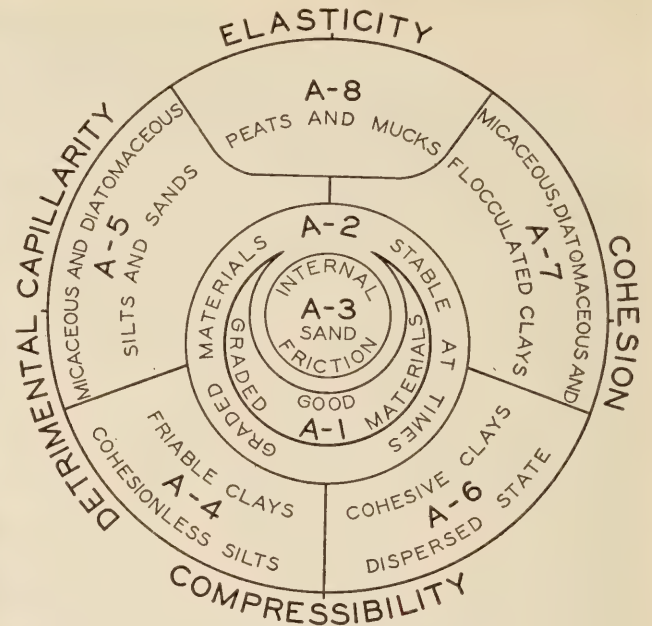 ELASTICITY
A-8
PEATS AND MUCKS
DETRIMENTAL CAPILLARITY
MICACEOUS AND DIATOMACEOUS
A-5
SILTS AND SANDS
MICACEOUS, DIATOMACEOUS AND
A-7
FLOCCULATED CLAYS
COHESION
A-2
GRADED MATERIALS
STABLE AT TIMES
INTERNAL
A-3
SAND
FRICTION
GOOD
GRADED MATERIALS
A-1
FRIABLE CLAYS
A-4
COHESIONLESS SILTS
COHESIVE CLAYS
A-6
DISPERSED STATE
COMPRESSIBILITY